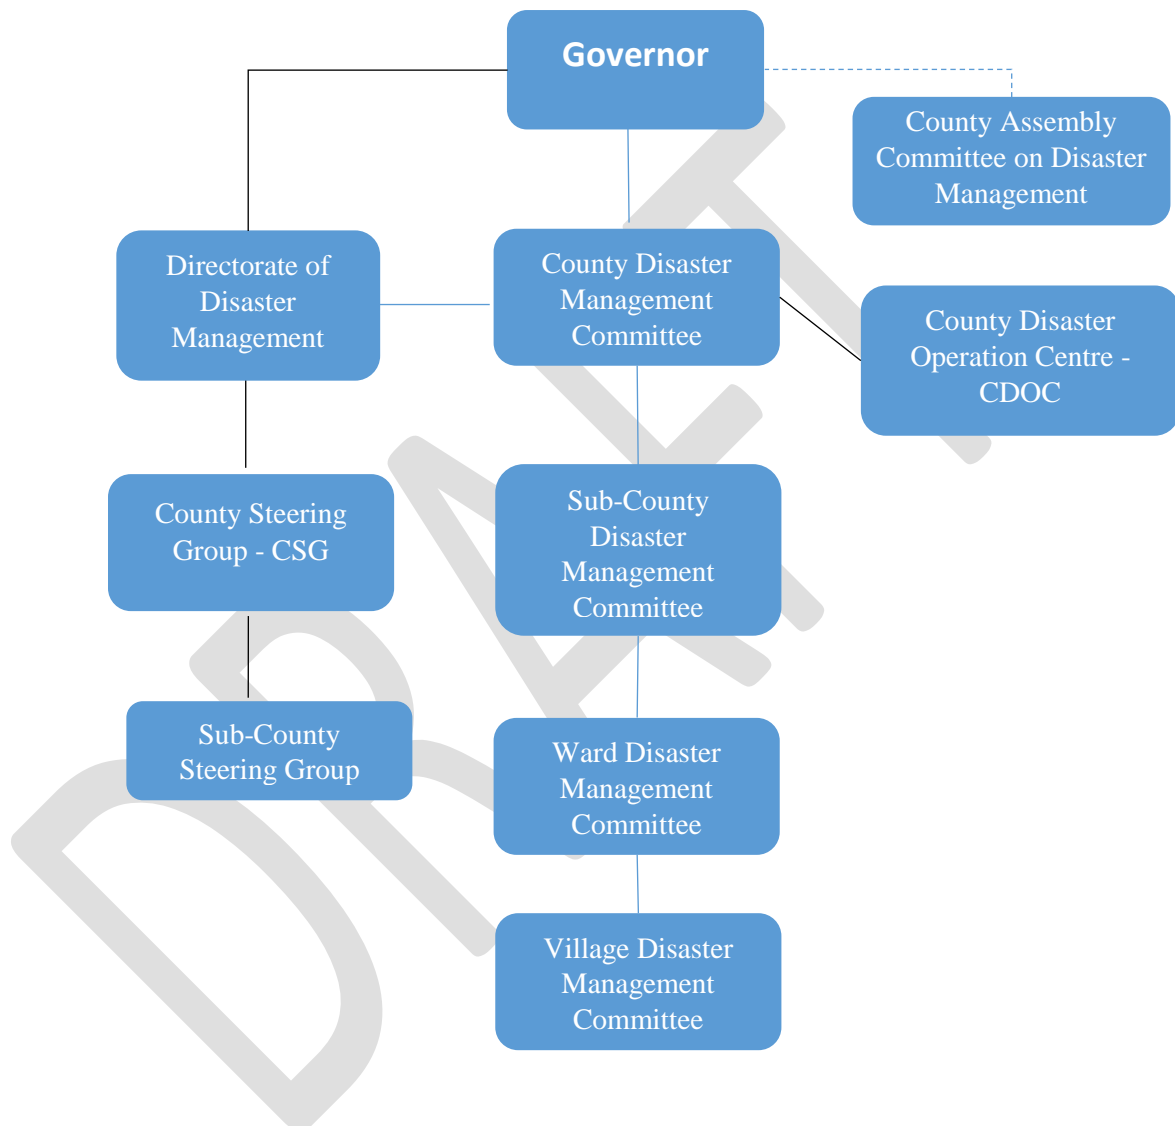 Governor
County Assembly
Committee on Disaster
Management
Directorate of
Disaster
Management
County Disaster
Management
Committee
County Disaster
Operation Centre -
CDOC
County Steering
Group - CSG
Sub-County
Disaster
Management
Committee
Sub-County
Steering Group
Ward Disaster
Management
Committee
Village Disaster
Management
Committee
DRAFT